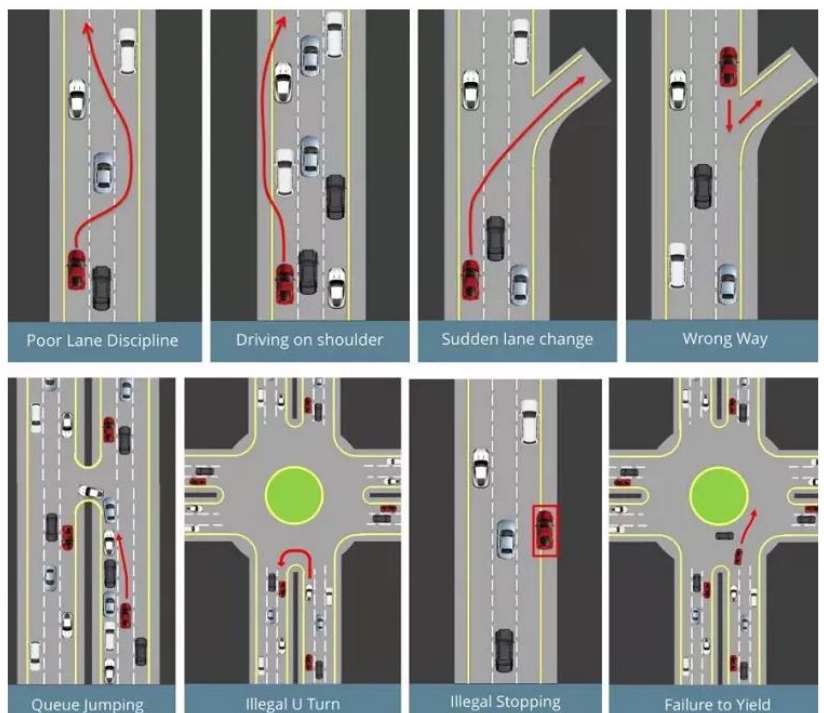 Poor Lane Discipline
Driving on shoulder
Sudden lane change
Wrong Way
Queue Jumping
Illegal U Turn
Illegal Stopping
Failure to Yield